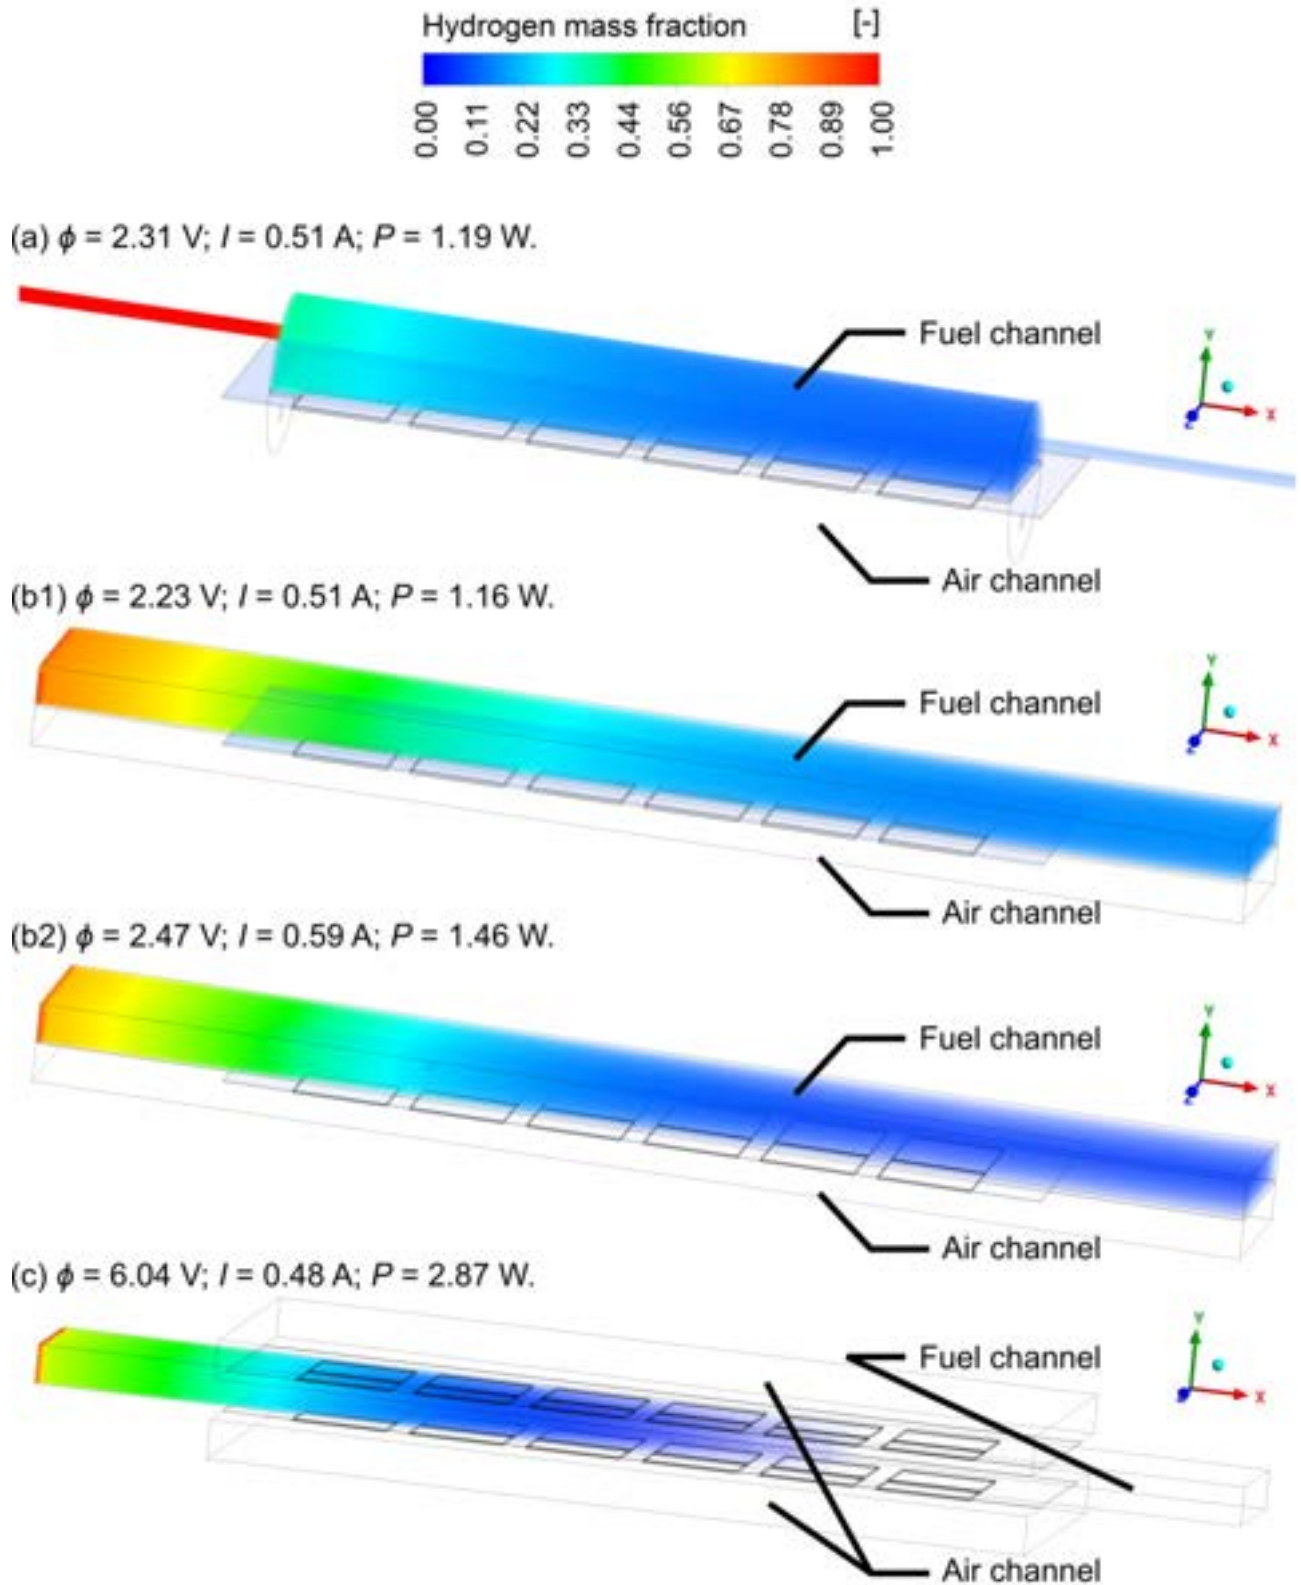 Hydrogen mass fraction [-]
0.00 0.11 0.22 0.33 0.44 0.56 0.67 0.78 0.89 1.00
(a) ϕ = 2.31 V; I = 0.51 A; P = 1.19 W.
Fuel channel
Y
X
Z
Air channel
(b1) ϕ = 2.23 V; I = 0.51 A; P = 1.16 W.
Fuel channel
Y
X
Z
Air channel
(b2) ϕ = 2.47 V; I = 0.59 A; P = 1.46 W.
Fuel channel
Y
X
Z
Air channel
(c) ϕ = 6.04 V; I = 0.48 A; P = 2.87 W.
Fuel channel
Y
X
Z
Air channel